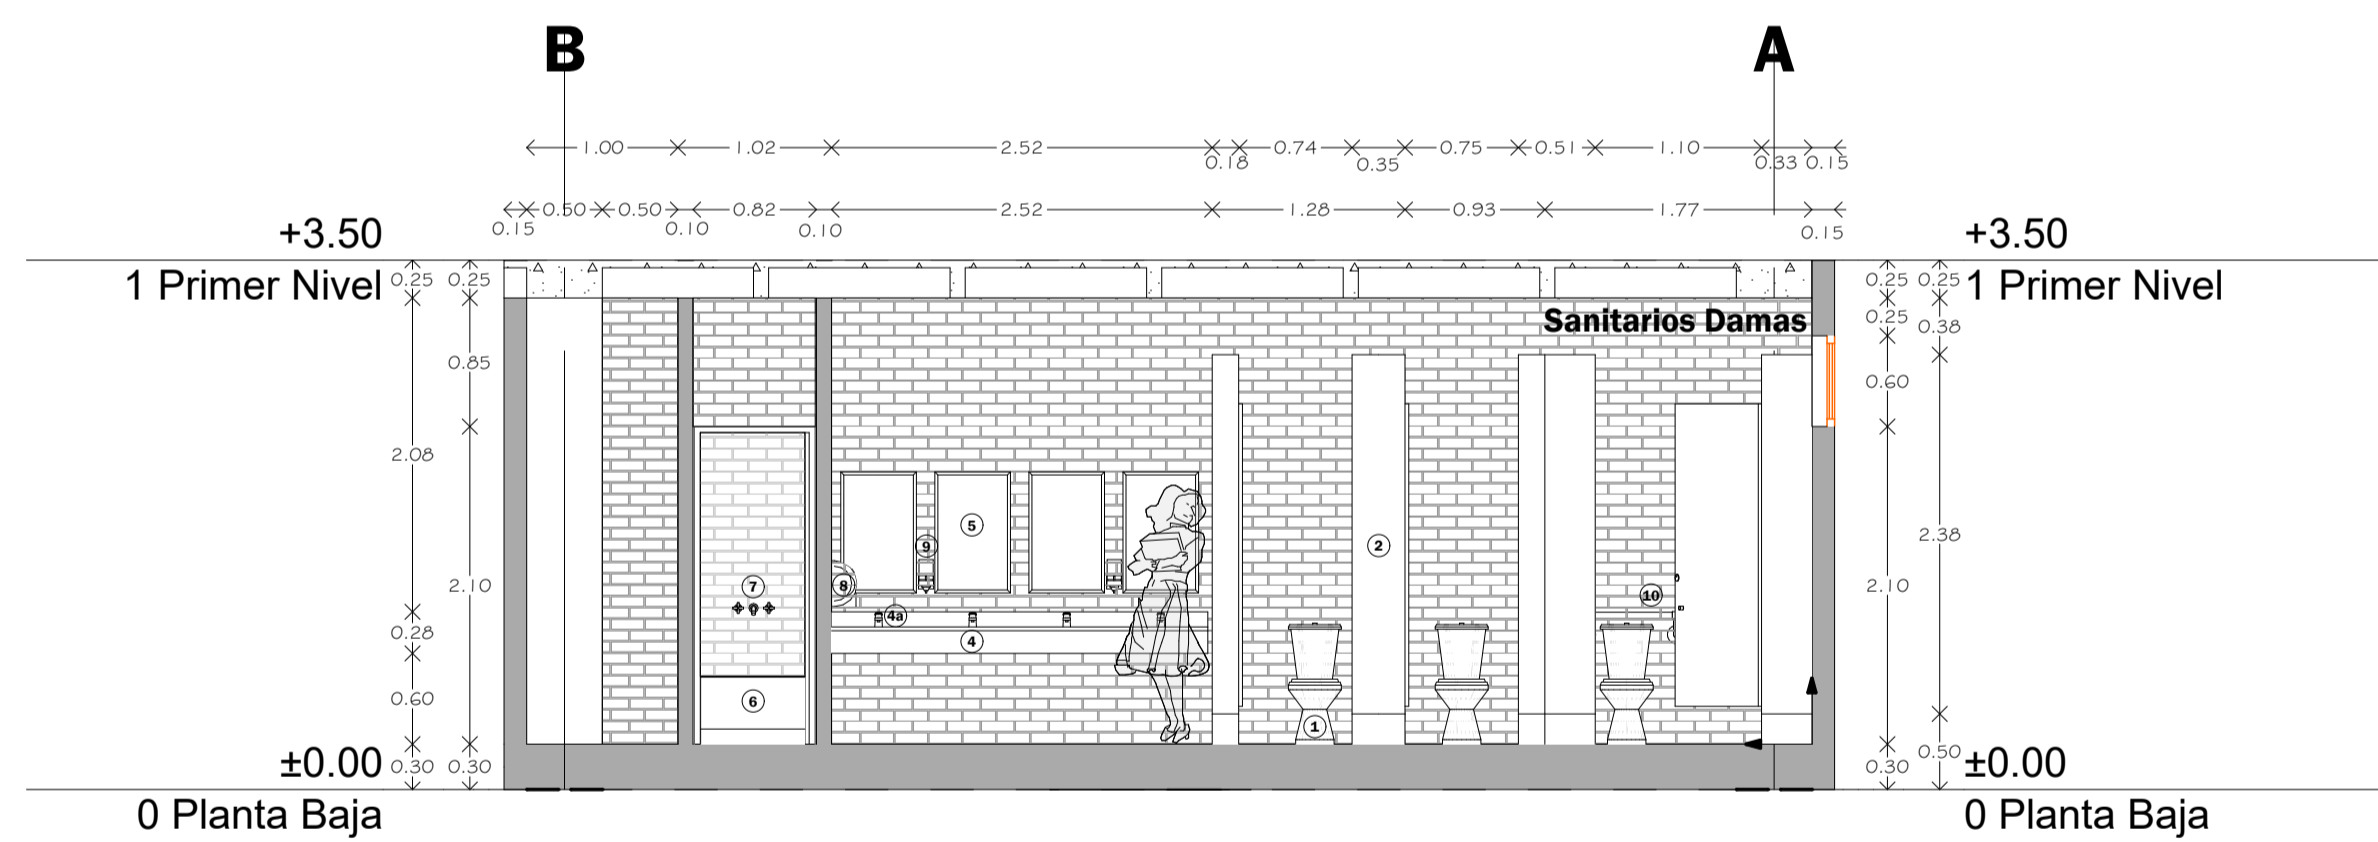 B A
1.00 1.02 2.52 0.74 0.75 0.51 1.10
0.18 0.35 0.33 0.15
0.50 0.50 0.82 2.52 1.28 0.93 1.77
0.15 0.10 0.10 0.15
+3.50 +3.50
1 Primer Nivel 0.25 0.25 0.25 0.25 1 Primer Nivel
Sanitarios Damas 0.25 0.38
0.85
0.60
2.08
5
9 2 2.38
7 8 2.10 2.10
10
4a
0.28 4
0.60 6
1
0.50
±0.00 0.30 0.30 0.30 ±0.00
0 Planta Baja 0 Planta Baja